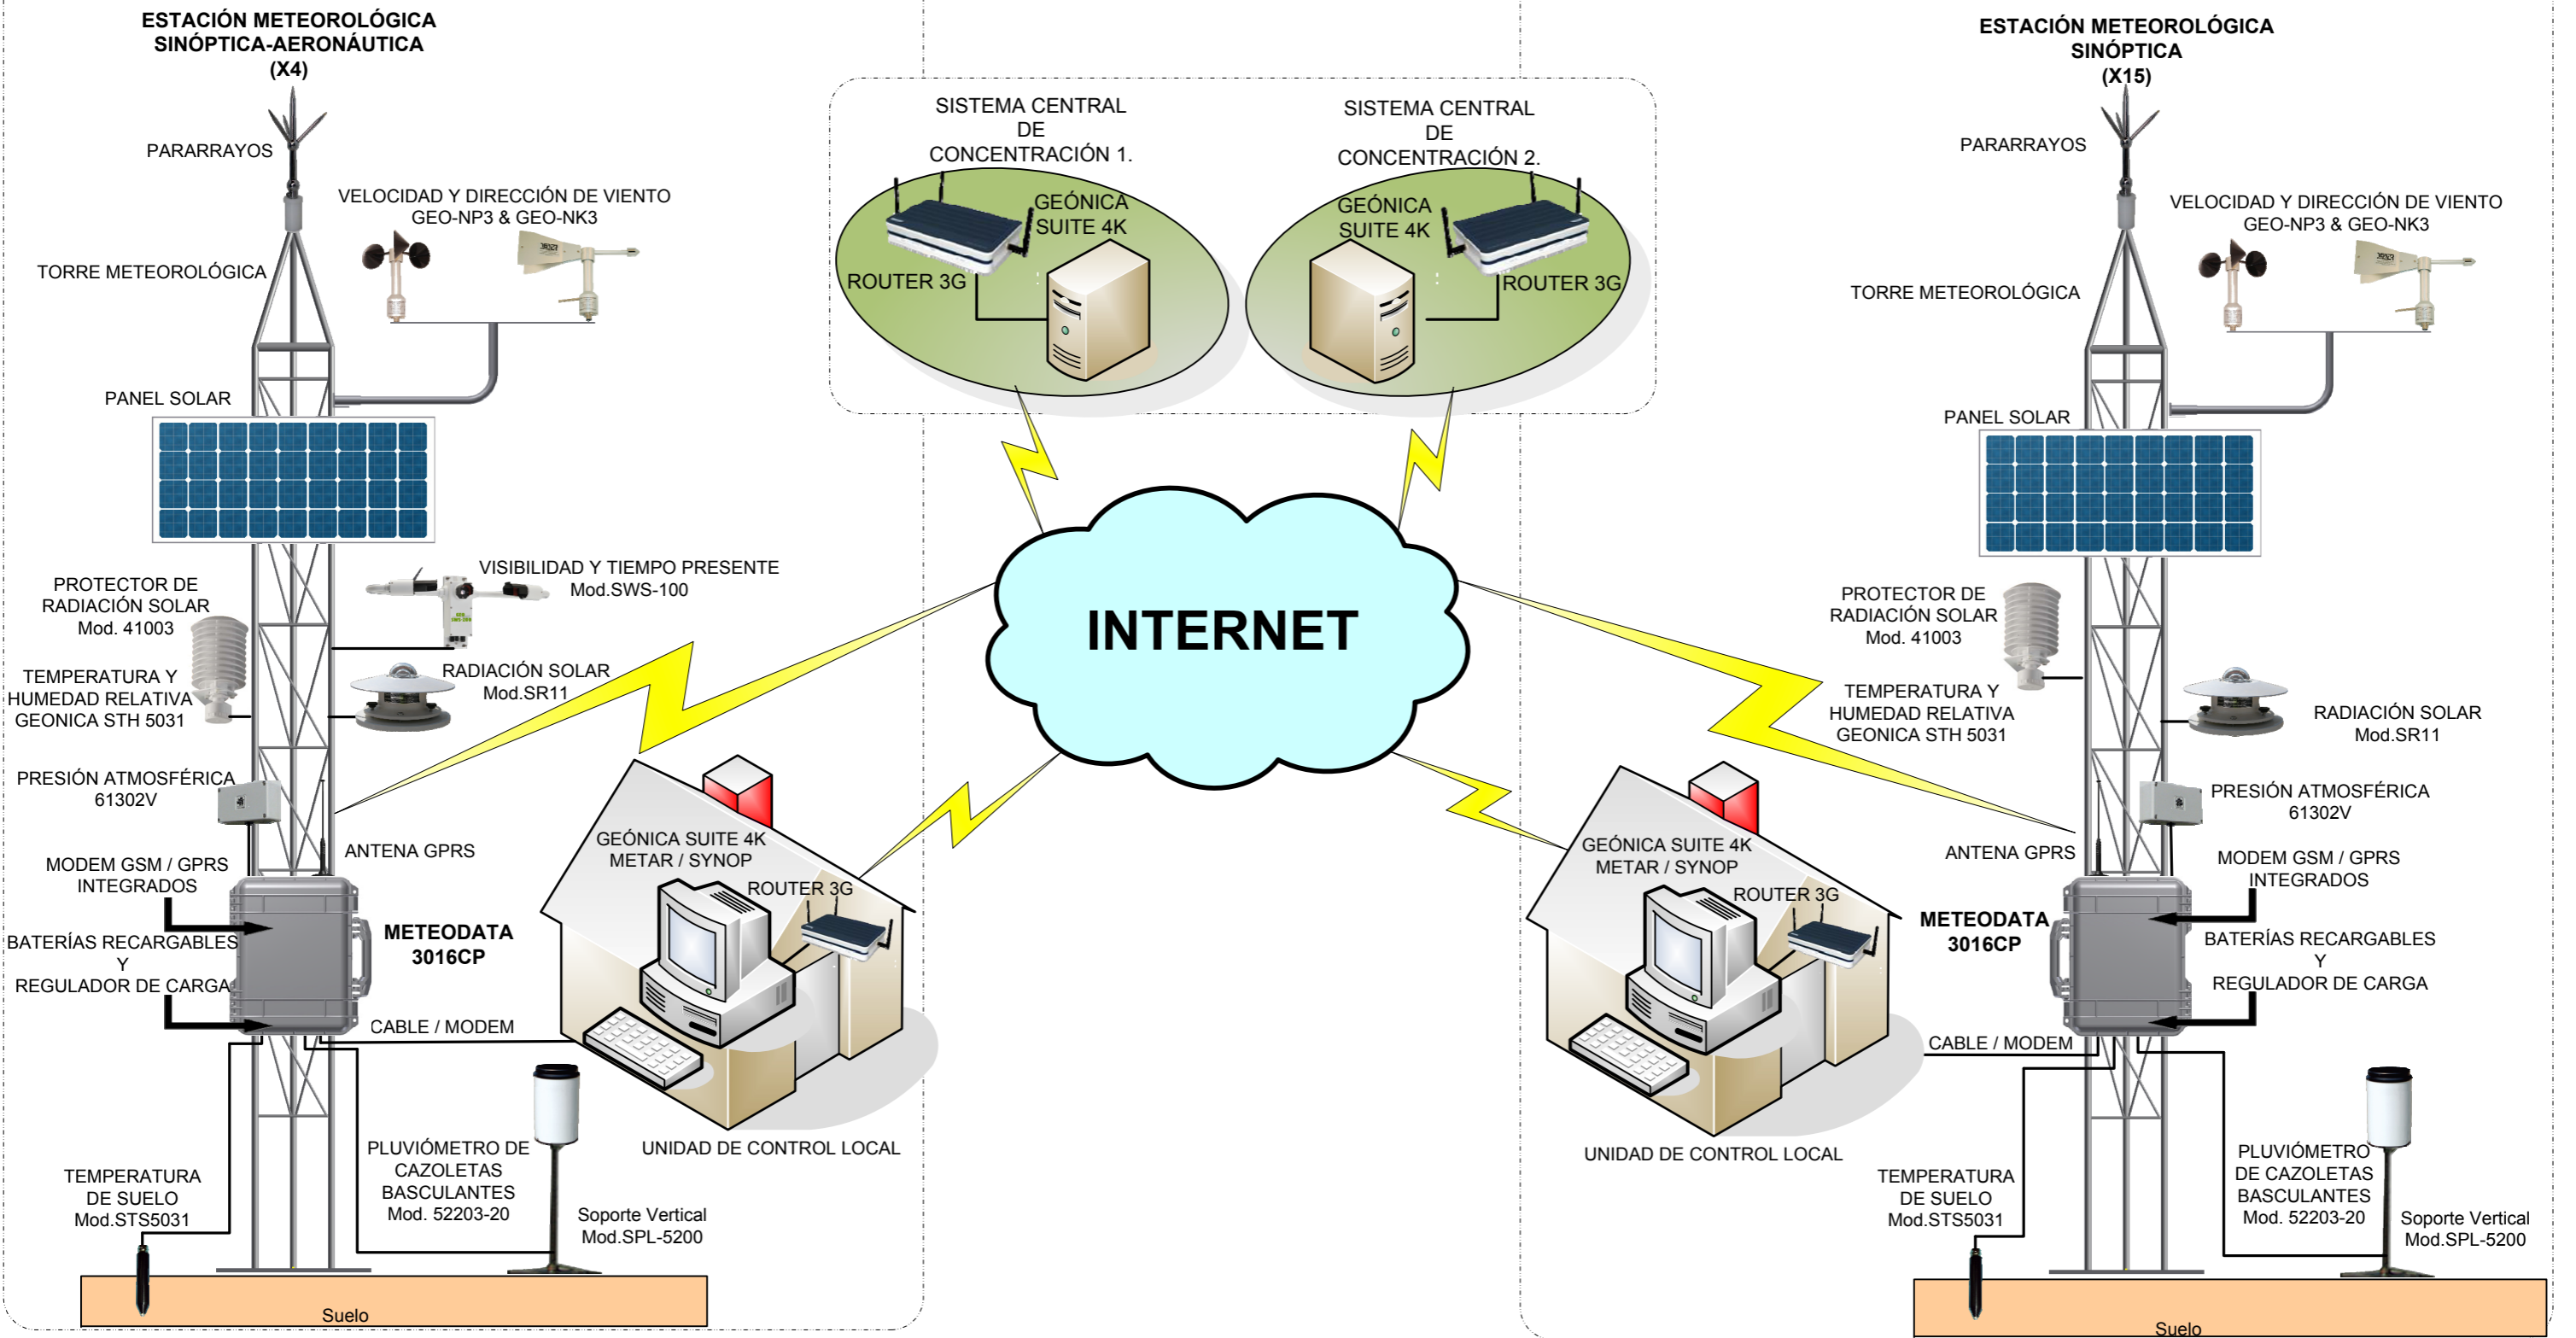 ESTACIÓN METEOROLÓGICA
SINÓPTICA-AERONÁUTICA
(X4)
PARARRAYOS
VELOCIDAD Y DIRECCIÓN DE VIENTO
GEO-NP3 & GEO-NK3
TORRE METEOROLÓGICA
PANEL SOLAR
VISIBILIDAD Y TIEMPO PRESENTE
Mod.SWS-100
PROTECTOR DE
RADIACIÓN SOLAR
Mod. 41003
TEMPERATURA Y
HUMEDAD RELATIVA
GEONICA STH 5031
RADIACIÓN SOLAR
Mod.SR11
PRESIÓN ATMOSFÉRICA
61302V
ANTENA GPRS
MODEM GSM / GPRS
INTEGRADOS
METEODATA
3016CP
BATERÍAS RECARGABLES
Y
REGULADOR DE CARGA
CABLE / MODEM
TEMPERATURA
DE SUELO
Mod.STS5031
PLUVIÓMETRO DE
CAZOLETAS
BASCULANTES
Mod. 52203-20
Soporte Vertical
Mod.SPL-5200
Suelo
GEÓNICA SUITE 4K
METAR / SYNOP
ROUTER 3G
UNIDAD DE CONTROL LOCAL
SISTEMA CENTRAL
DE
CONCENTRACIÓN 1.
GEÓNICA
SUITE 4K
ROUTER 3G
SISTEMA CENTRAL
DE
CONCENTRACIÓN 2.
GEÓNICA
SUITE 4K
ROUTER 3G
INTERNET
GEÓNICA SUITE 4K
METAR / SYNOP
ROUTER 3G
UNIDAD DE CONTROL LOCAL
ESTACIÓN METEOROLÓGICA
SINÓPTICA
(X15)
PARARRAYOS
VELOCIDAD Y DIRECCIÓN DE VIENTO
GEO-NP3 & GEO-NK3
TORRE METEOROLÓGICA
PANEL SOLAR
PROTECTOR DE
RADIACIÓN SOLAR
Mod. 41003
TEMPERATURA Y
HUMEDAD RELATIVA
GEONICA STH 5031
RADIACIÓN SOLAR
Mod.SR11
PRESIÓN ATMOSFÉRICA
61302V
ANTENA GPRS
MODEM GSM / GPRS
INTEGRADOS
METEODATA
3016CP
BATERÍAS RECARGABLES
Y
REGULADOR DE CARGA
CABLE / MODEM
TEMPERATURA
DE SUELO
Mod.STS5031
PLUVIÓMETRO
DE CAZOLETAS
BASCULANTES
Mod. 52203-20
Soporte Vertical
Mod.SPL-5200
Suelo